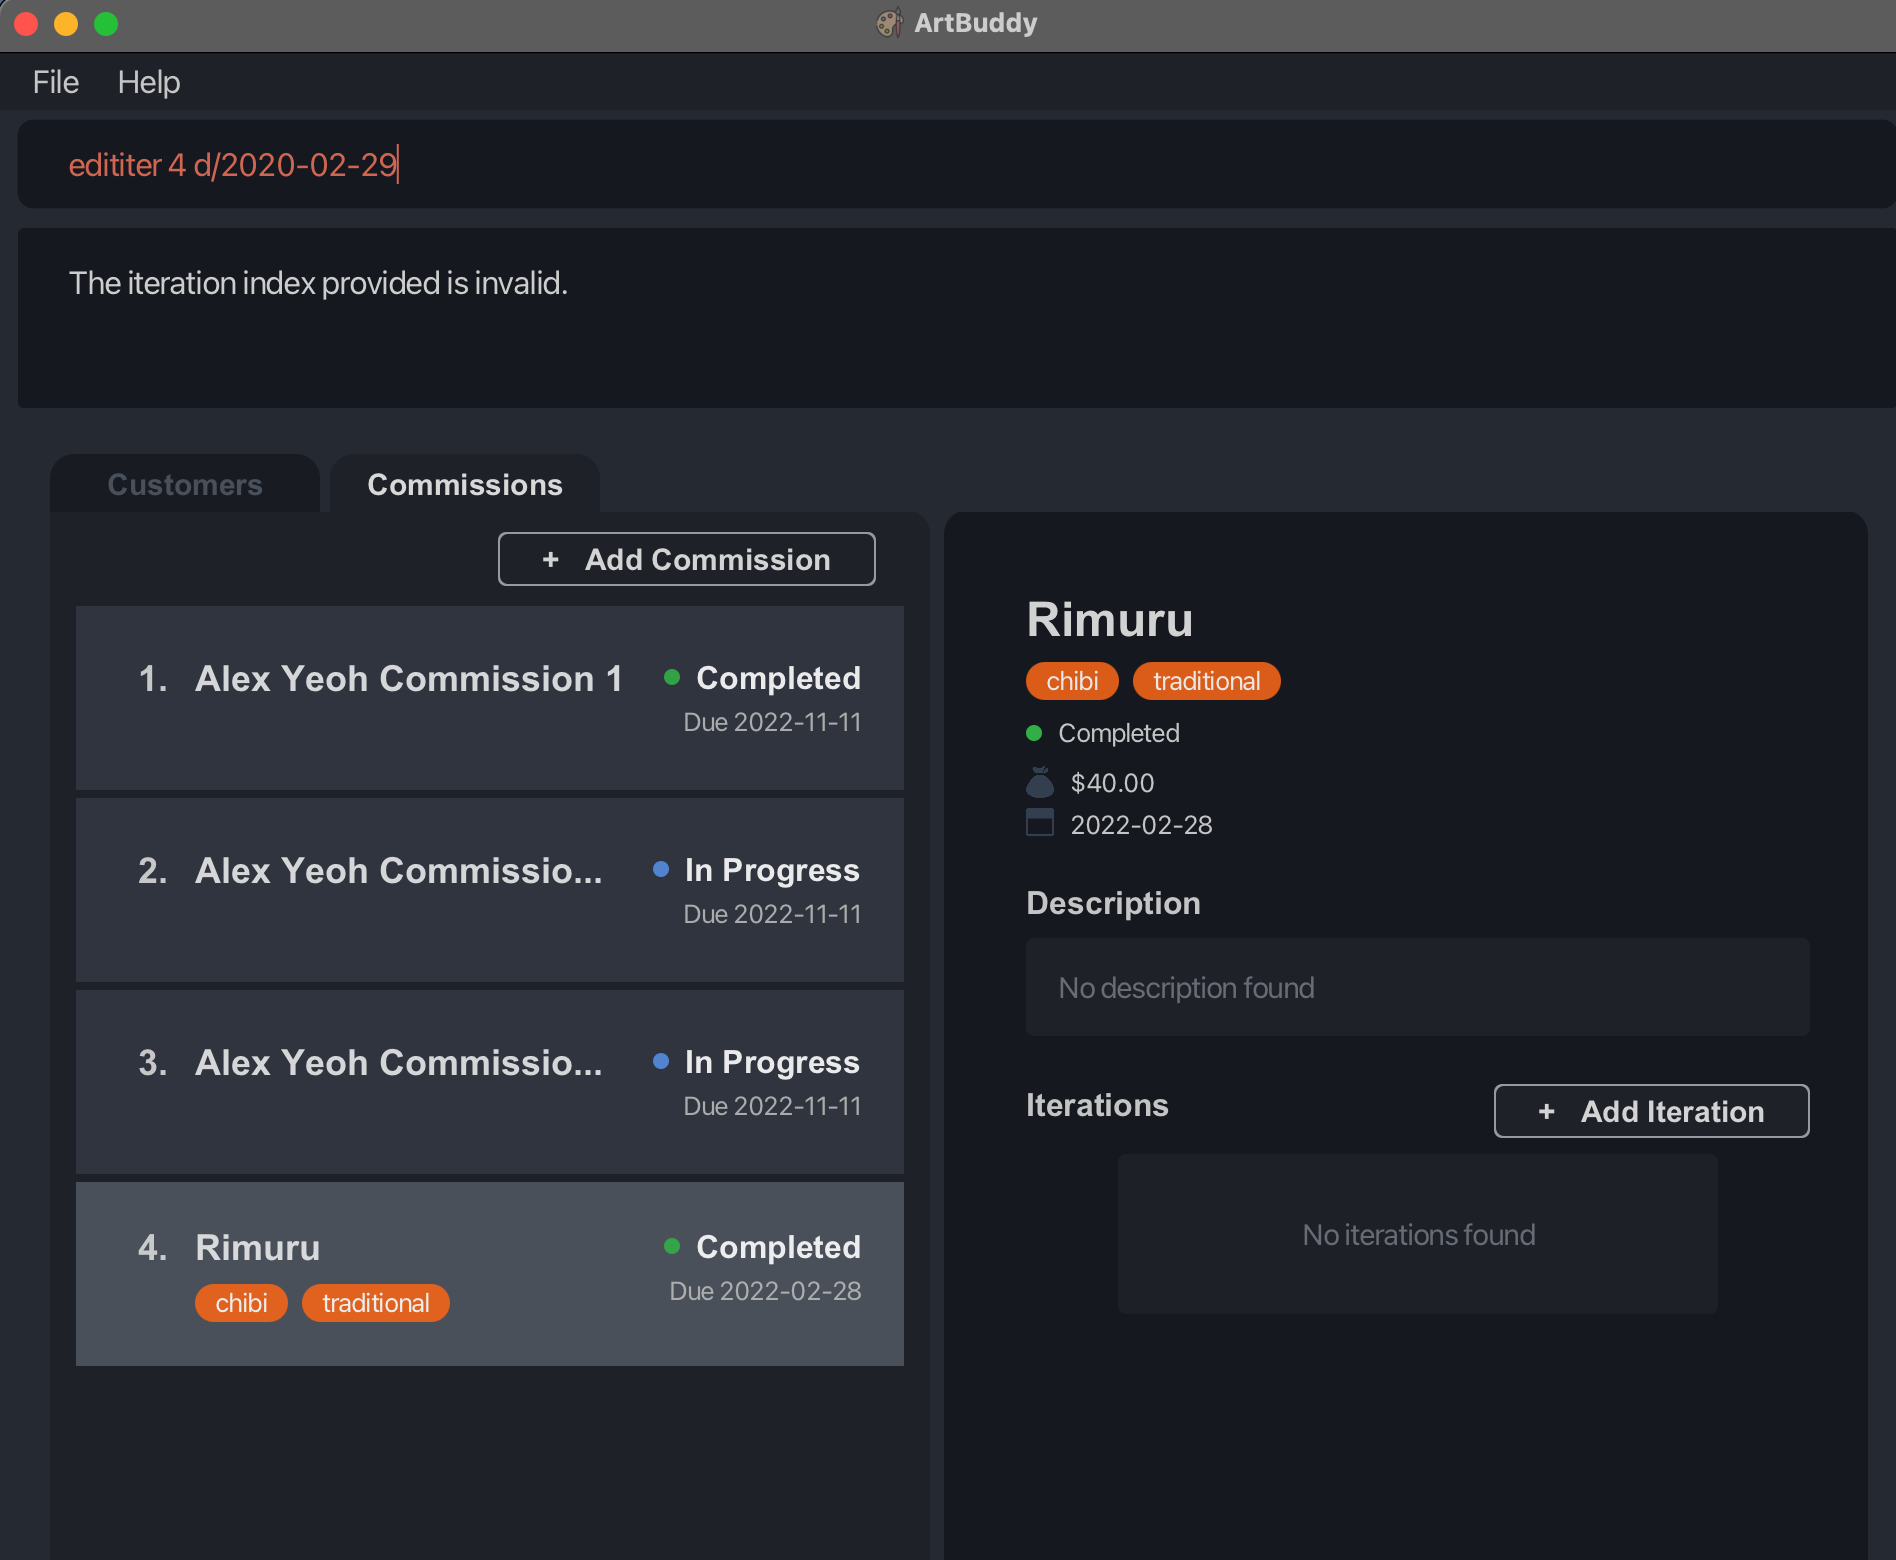 ArtBuddy
File Help
edititer 4 d/2020-02-29
The iteration index provided is invalid.
Customers Commissions
+ Add Commission
1. Alex Yeoh Commission 1 Completed
Due 2022-11-11
2. Alex Yeoh Commissio... In Progress
Due 2022-11-11
3. Alex Yeoh Commissio... In Progress
Due 2022-11-11
4. Rimuru Completed
chibi traditional Due 2022-02-28
Rimuru
chibi traditional
Completed
$40.00
2022-02-28
Description
No description found
Iterations + Add Iteration
No iterations found